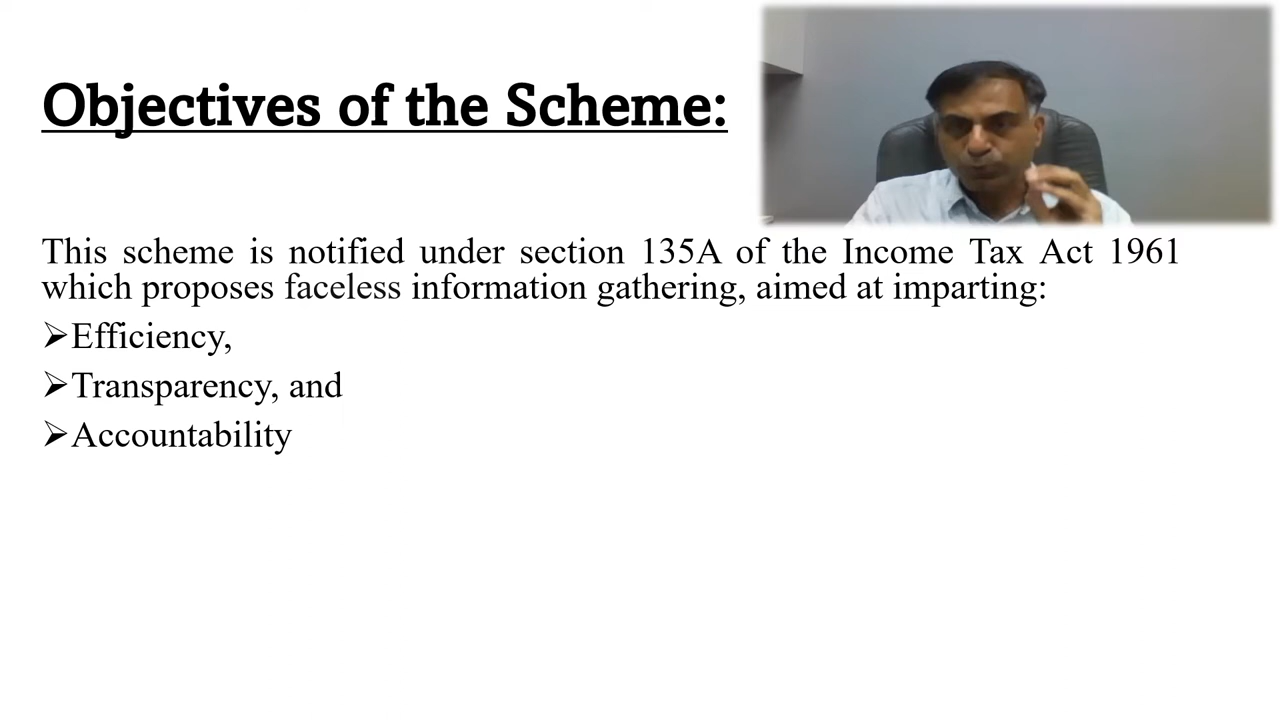 Objectives of the Scheme:
This scheme is notified under section 135A of the Income Tax Act 1961
which proposes faceless information gathering, aimed at imparting:
➢Efficiency,
➢Transparency, and
➢Accountability